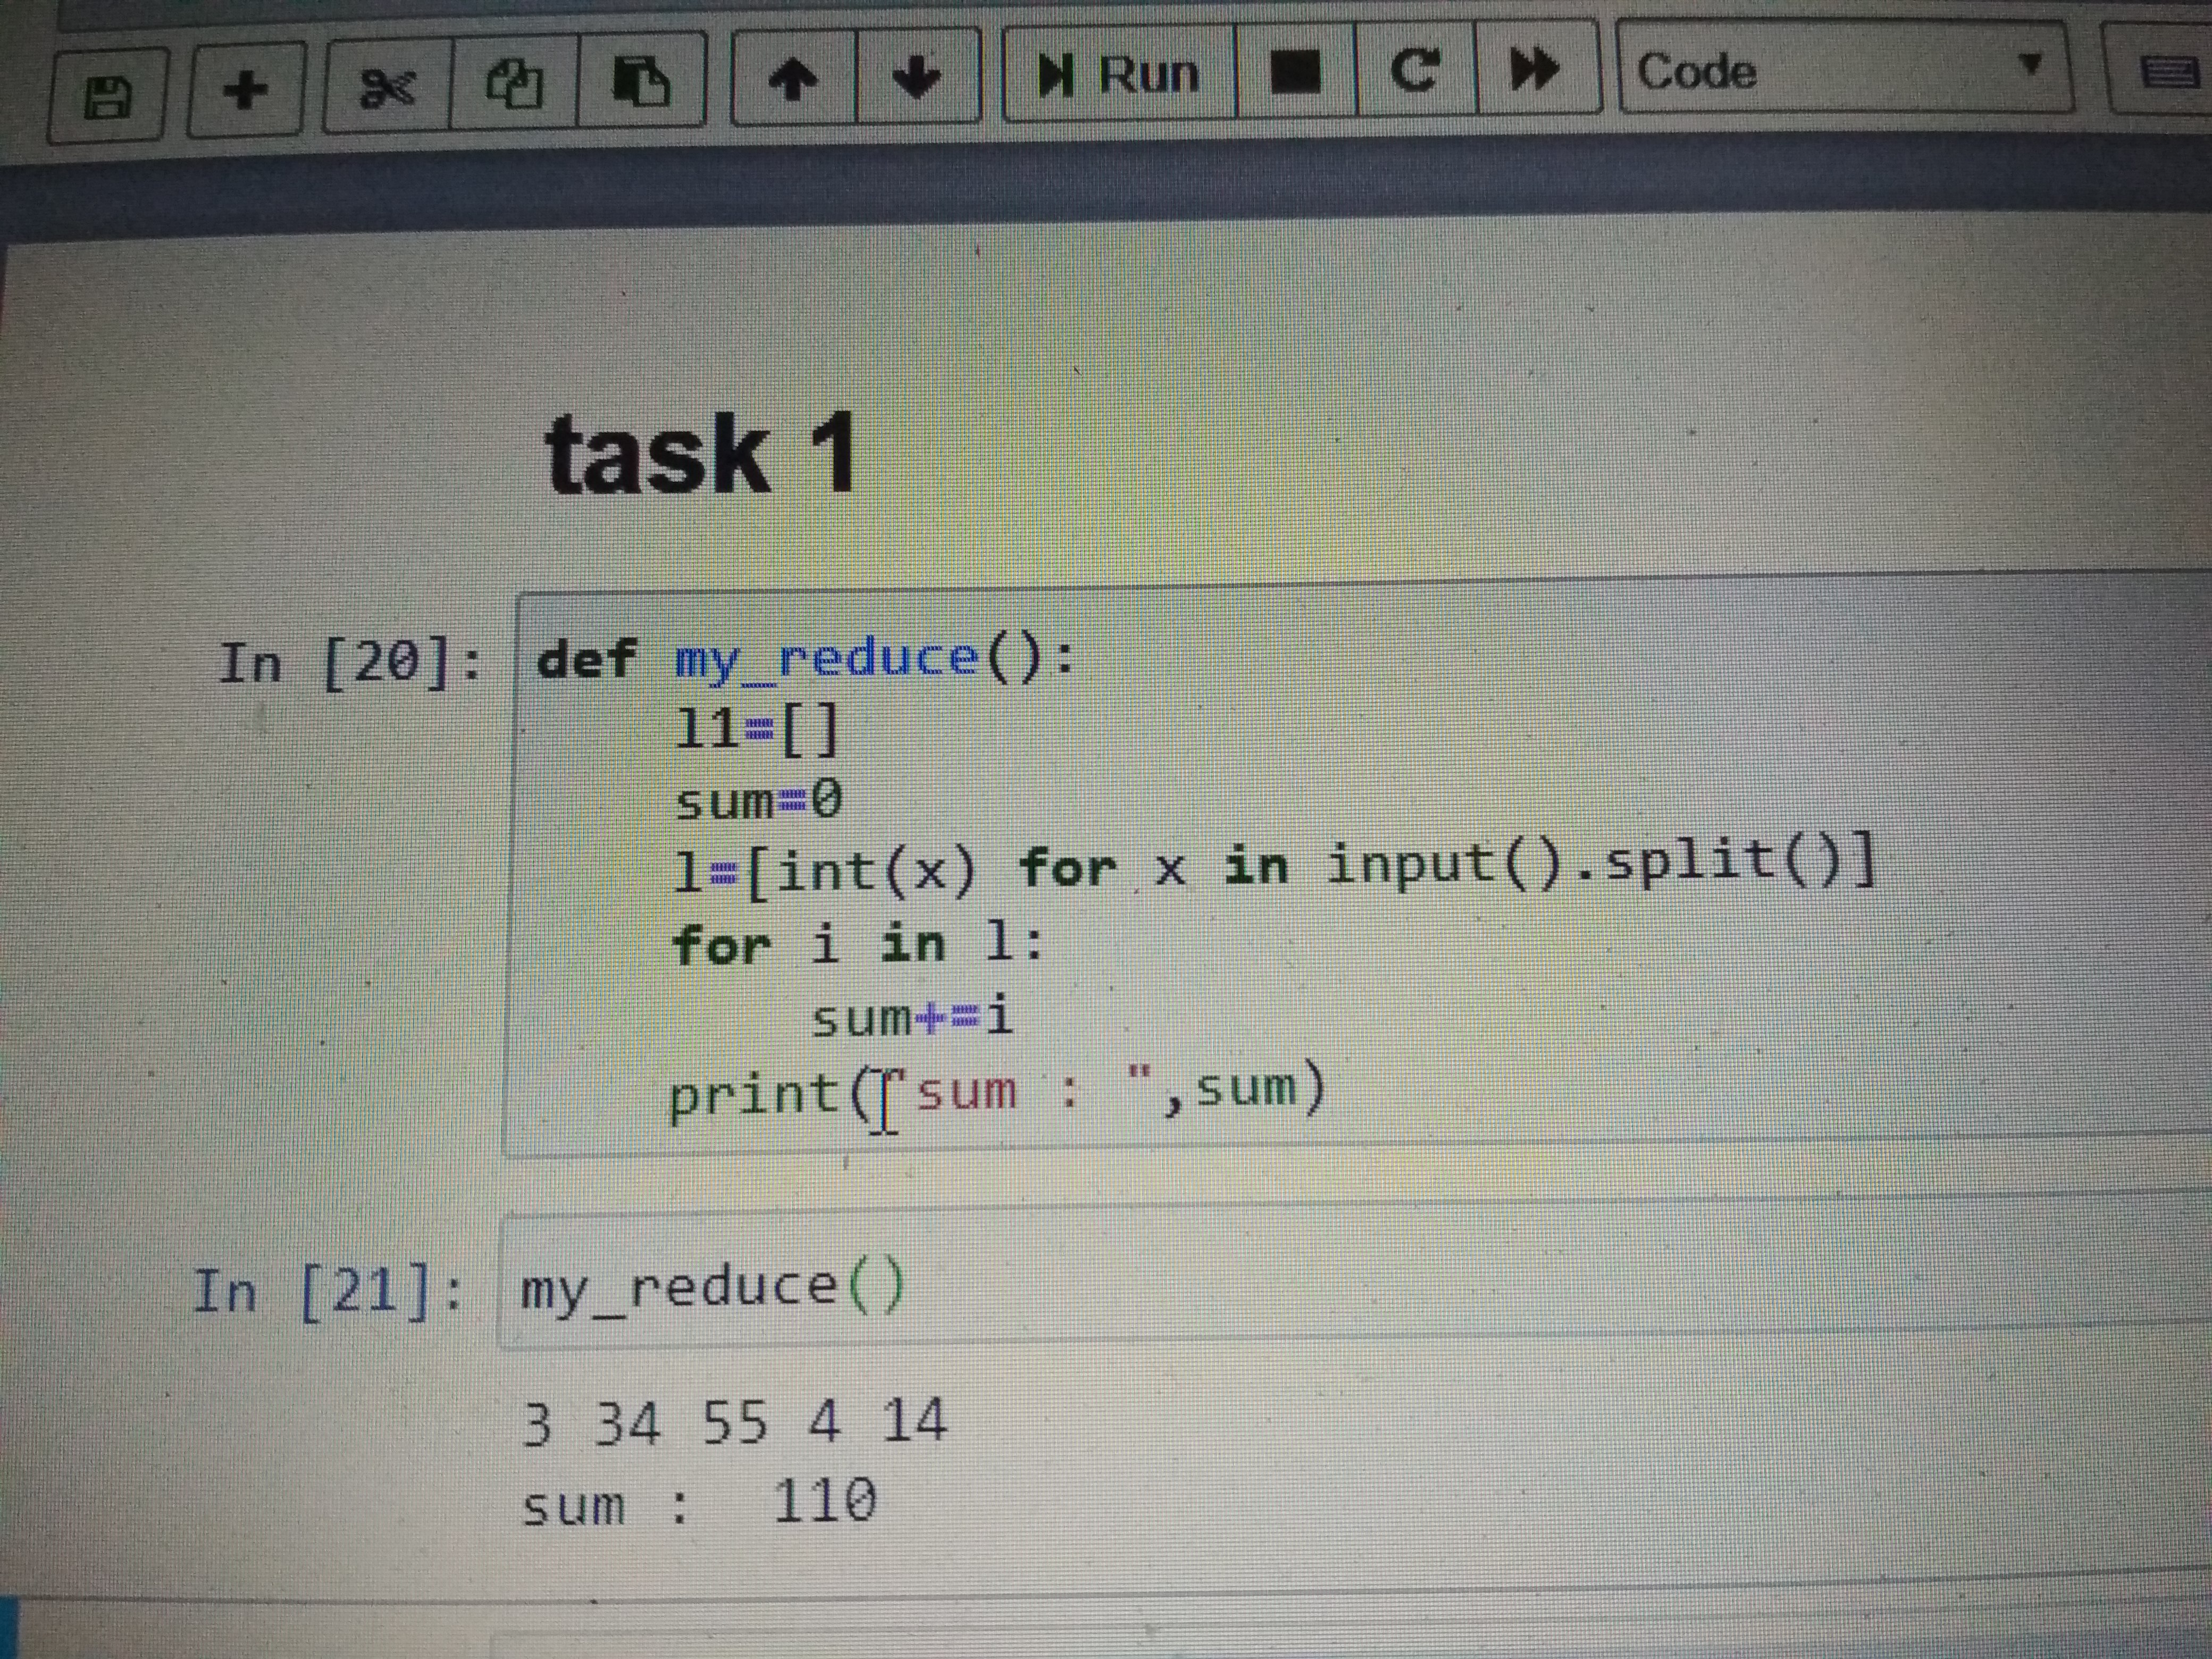 Run Code
task 1
In [20]: def my_reduce():
    l1=[]
    sum=0
    l=[int(x) for x in input().split()]
    for i in l:
        sum+=i
    print("sum : ",sum)
In [21]: my_reduce()
3 34 55 4 14
sum :  110